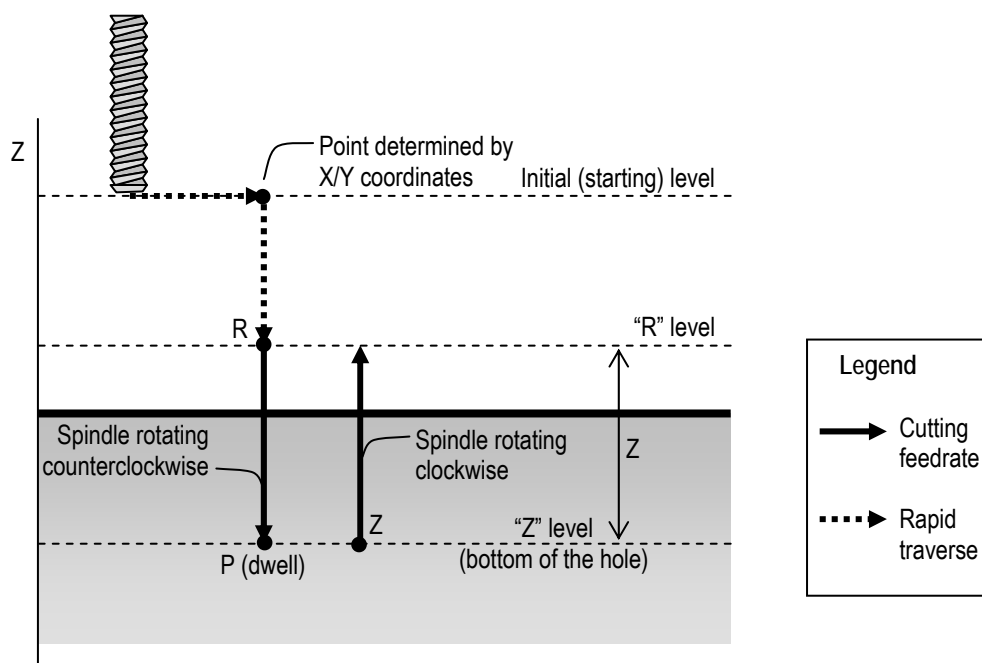 Z
Point determined by
X/Y coordinates
Initial (starting) level
R
“R” level
Spindle rotating
counterclockwise
Spindle rotating
clockwise
Z
Z
“Z” level
(bottom of the hole)
P (dwell)
Legend
Cutting
feedrate
Rapid
traverse